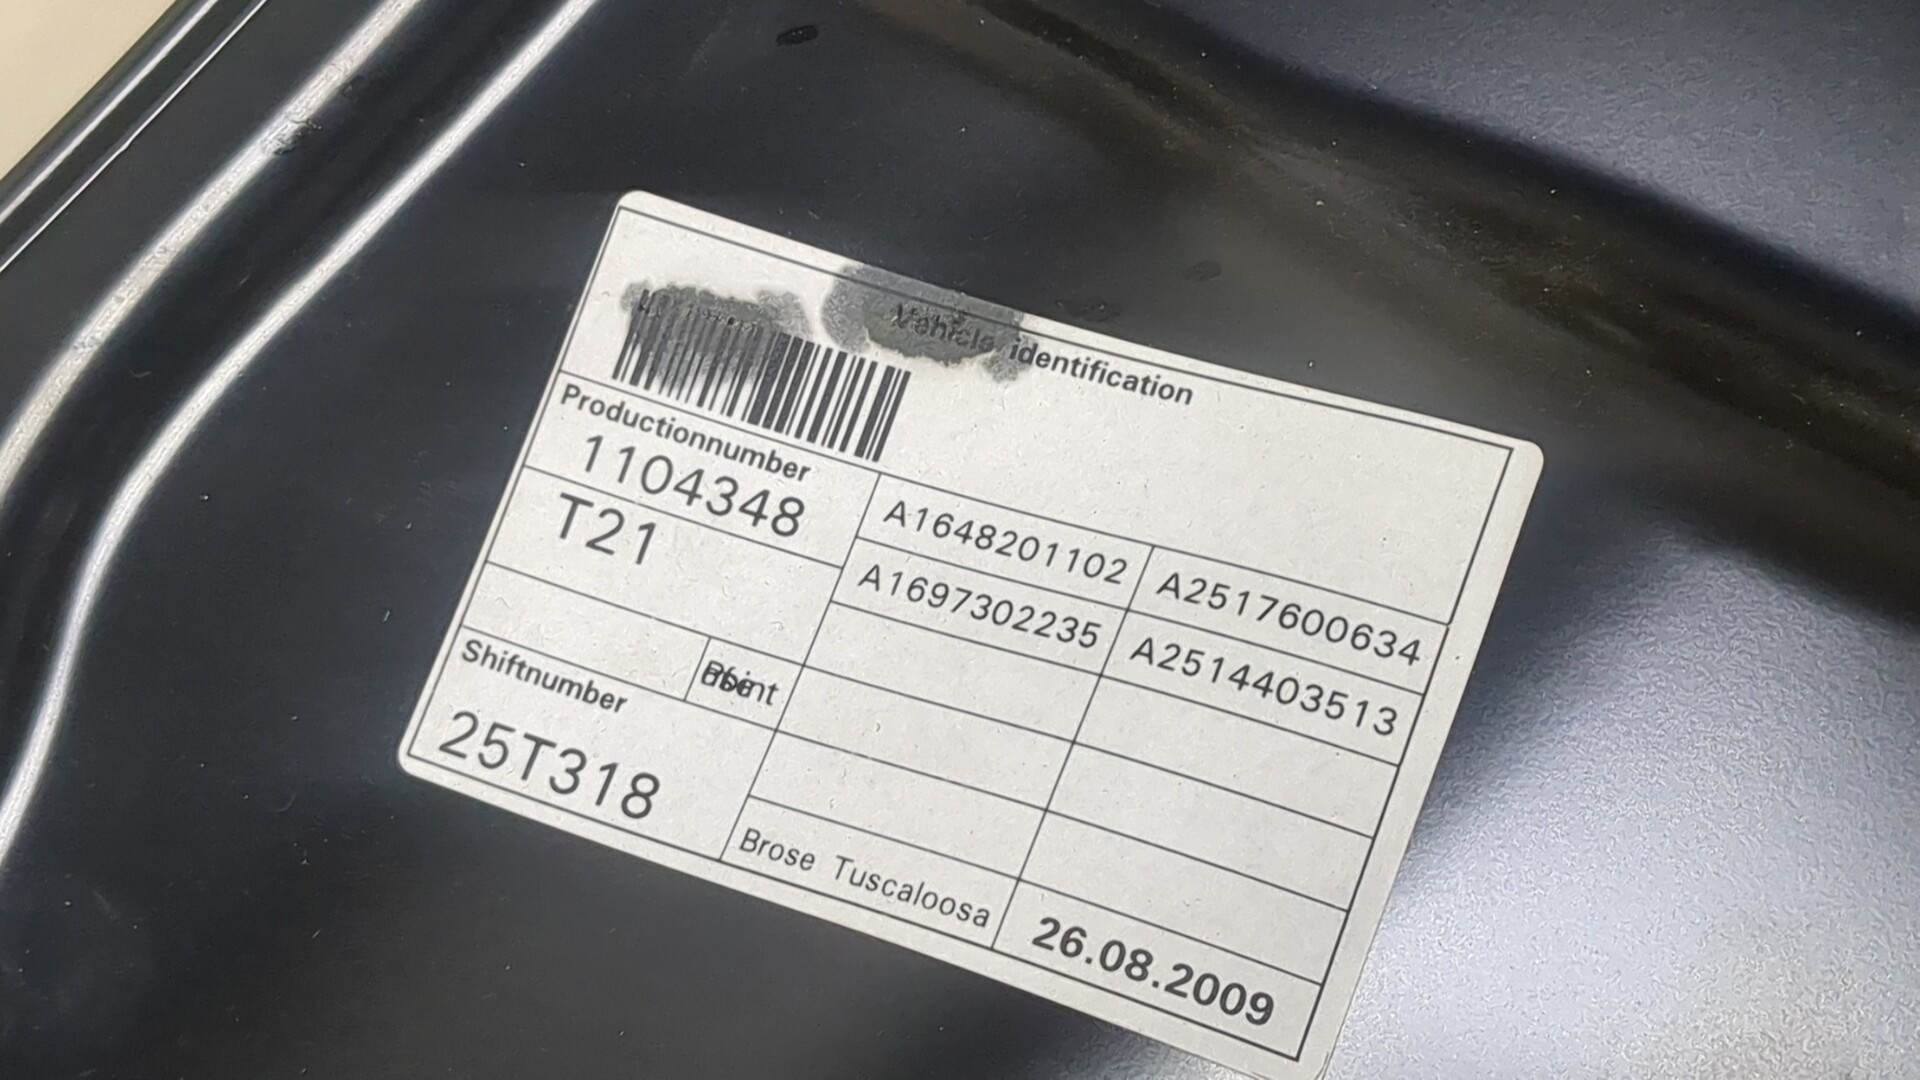 Vehicle identification
Productionnumber
1104348
T21
A1648201102
A2517600634
A1697302235
A2514403513
Shiftnumber
25T318
Brose Tuscaloosa
26.08.2009